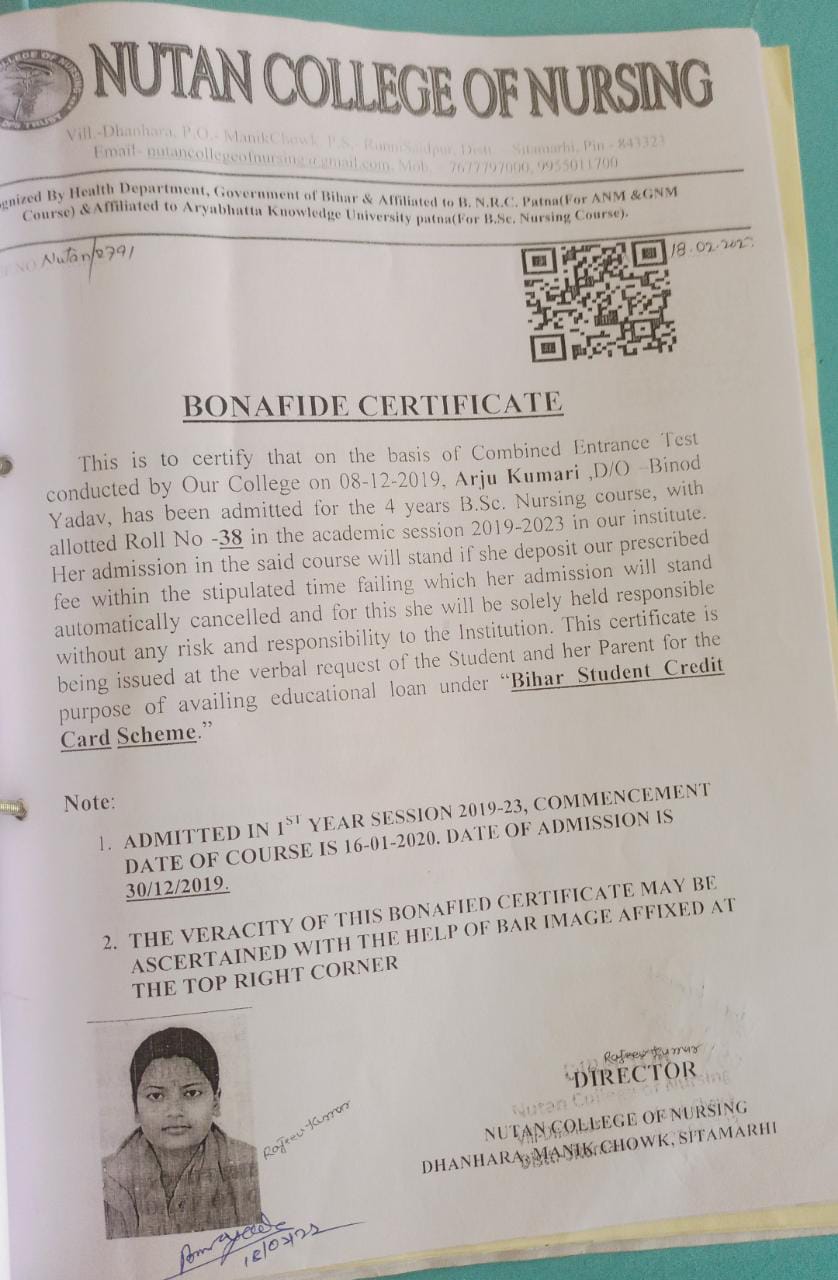 NUTAN COLLEGE OF NURSING
Vill.-Dhanhara, P.O.- ManikChowk, P.S.- RunniSaidpur, Distt. - Sitamarhi, Pin - 843323
Email- nutancollegeofnursing@gmail.com, Mob. - 7677797000, 9955011700
gnized By Health Department, Government of Bihar & Affiliated to B. N.R.C. Patna(For ANM &GNM
Course) & Affiliated to Aryabhatta Knowledge University patna(For B.Sc. Nursing Course).
NO Nutan/2791
18.02.202
BONAFIDE CERTIFICATE
This is to certify that on the basis of Combined Entrance Test
conducted by Our College on 08-12-2019, Arju Kumari ,D/O -Binod
Yadav, has been admitted for the 4 years B.Sc. Nursing course, with
allotted Roll No -38 in the academic session 2019-2023 in our institute.
Her admission in the said course will stand if she deposit our prescribed
fee within the stipulated time failing which her admission will stand
automatically cancelled and for this she will be solely held responsible
without any risk and responsibility to the Institution. This certificate is
being issued at the verbal request of the Student and her Parent for the
purpose of availing educational loan under “Bihar Student Credit
Card Scheme.”
Note:
1. ADMITTED IN 1ST YEAR SESSION 2019-23, COMMENCEMENT
DATE OF COURSE IS 16-01-2020. DATE OF ADMISSION IS
30/12/2019.
2. THE VERACITY OF THIS BONAFIED CERTIFICATE MAY BE
ASCERTAINED WITH THE HELP OF BAR IMAGE AFFIXED AT
THE TOP RIGHT CORNER
Rajeev Kumar
Rajeev Kumar
DIRECTOR
Nutan College of Nursing
NUTAN COLLEGE OF NURSING
DHANHARA, MANIK CHOWK, SITAMARHI
18/02/22